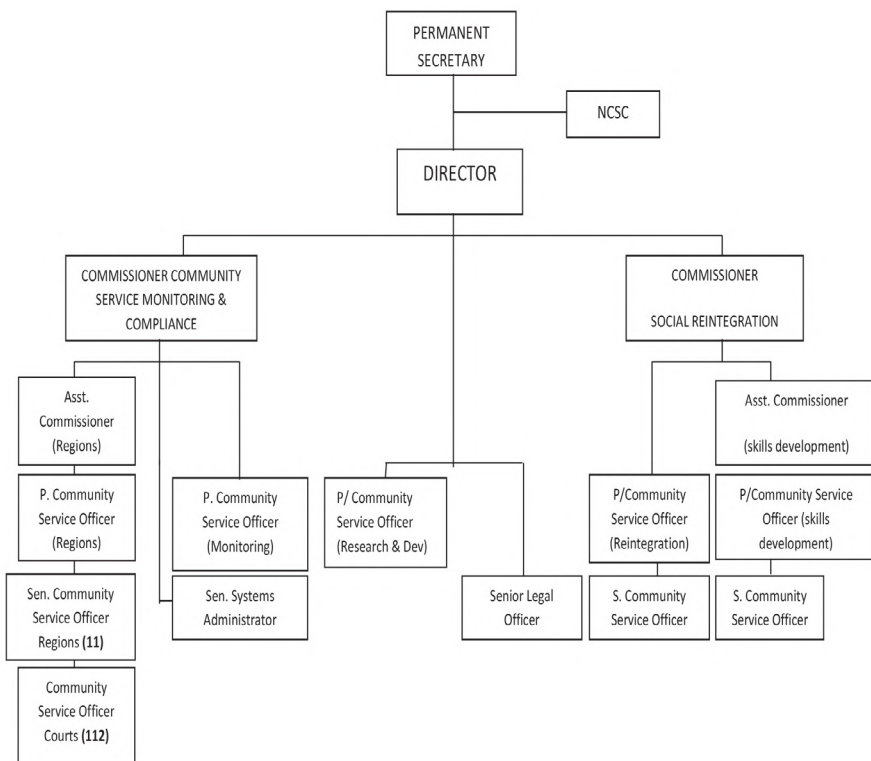 PERMANENT
SECRETARY
NCSC
DIRECTOR
COMMISSIONER COMMUNITY
SERVICE MONITORING &
COMPLIANCE
COMMISSIONER
SOCIAL REINTEGRATION
Asst.
Commissioner
(Regions)
Asst. Commissioner
(skills development)
P. Community
Service Officer
(Regions)
P. Community
Service Officer
(Monitoring)
P/ Community
Service Officer
(Research & Dev)
P/Community
Service Officer
(Reintegration)
P/Community Service
Officer (skills
development)
Sen. Community
Service Officer
Regions (11)
Sen. Systems
Administrator
Senior Legal
Officer
S. Community
Service Officer
S. Community
Service Officer
Community
Service Officer
Courts (112)